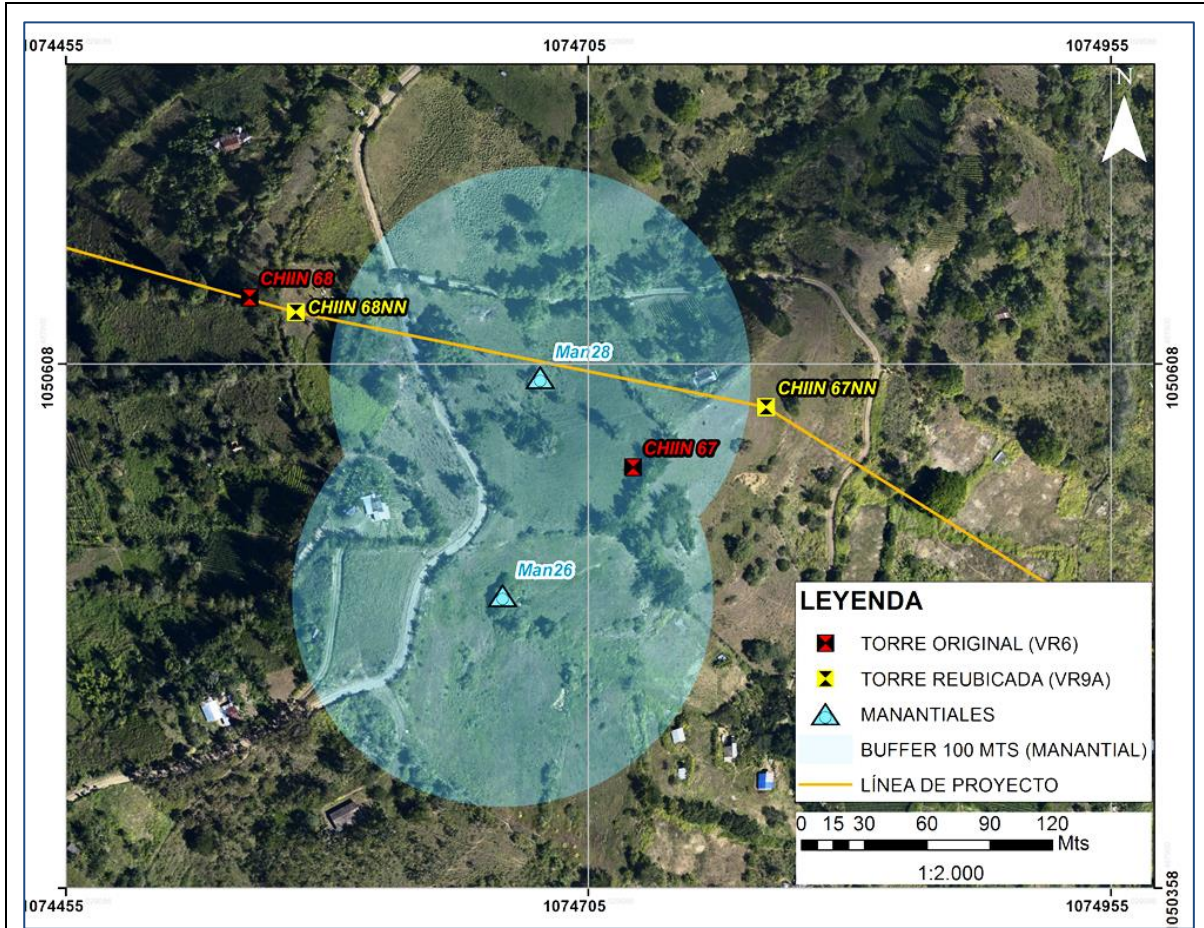 1074455
1074705
1074955
N
CHIIN 68
CHIIN 68NN
Man28
1050608
1050608
CHIIN 67NN
CHIIN 67
Man26
LEYENDA
TORRE ORIGINAL (VR6)
TORRE REUBICADA (VR9A)
MANANTIALES
BUFFER 100 MTS (MANANTIAL)
LÍNEA DE PROYECTO
0 15 30 60 90 120
Mts
1:2.000
1050358
1074455
1074705
1074955